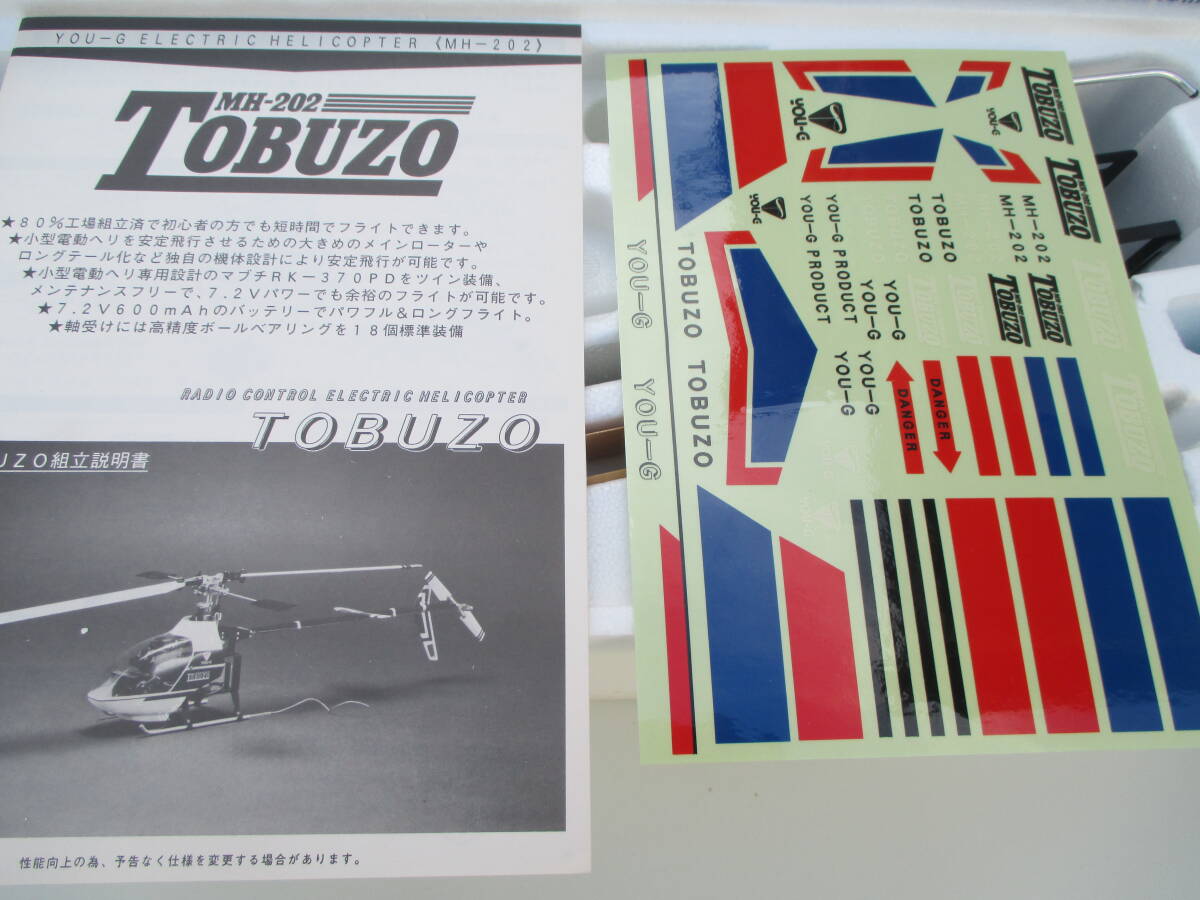 YOU-G ELECTRIC HELICOPTER《MH-202》
MH-202
TOBUZO
★80%工場組立済で初心者の方でも短時間でフライトできます。
★小型電動ヘリを安定飛行させるための大きめのメインローターや
ロングテール化など独自の機体設計により安定飛行が可能です。
★小型電動ヘリ専用設計のマブチRK-370PDをツイン装備、
メンテナンスフリーで、7.2Vパワーでも余裕のフライトが可能です。
★7.2V600mAhのバッテリーでパワフル&ロングフライト。
★軸受けには高精度ボールベアリングを18個標準装備
RADIO CONTROL ELECTRIC HELICOPTER
TOBUZO
UZO組立説明書
TOBUZO
性能向上の為、予告なく仕様を変更する場合があります。
YOU-G
YOU-G
MH-202
TOBUZO
MH-202
TOBUZO
YOU-G
YOU-G PRODUCT
YOU-G PRODUCT
TOBUZO
TOBUZO
MH-202
MH-202
YOU-G
YOU-G
TOBUZO
TOBUZO
YOU-G
YOU-G
YOU-G
YOU-G
TOBUZO
TOBUZO
DANGER
DANGER